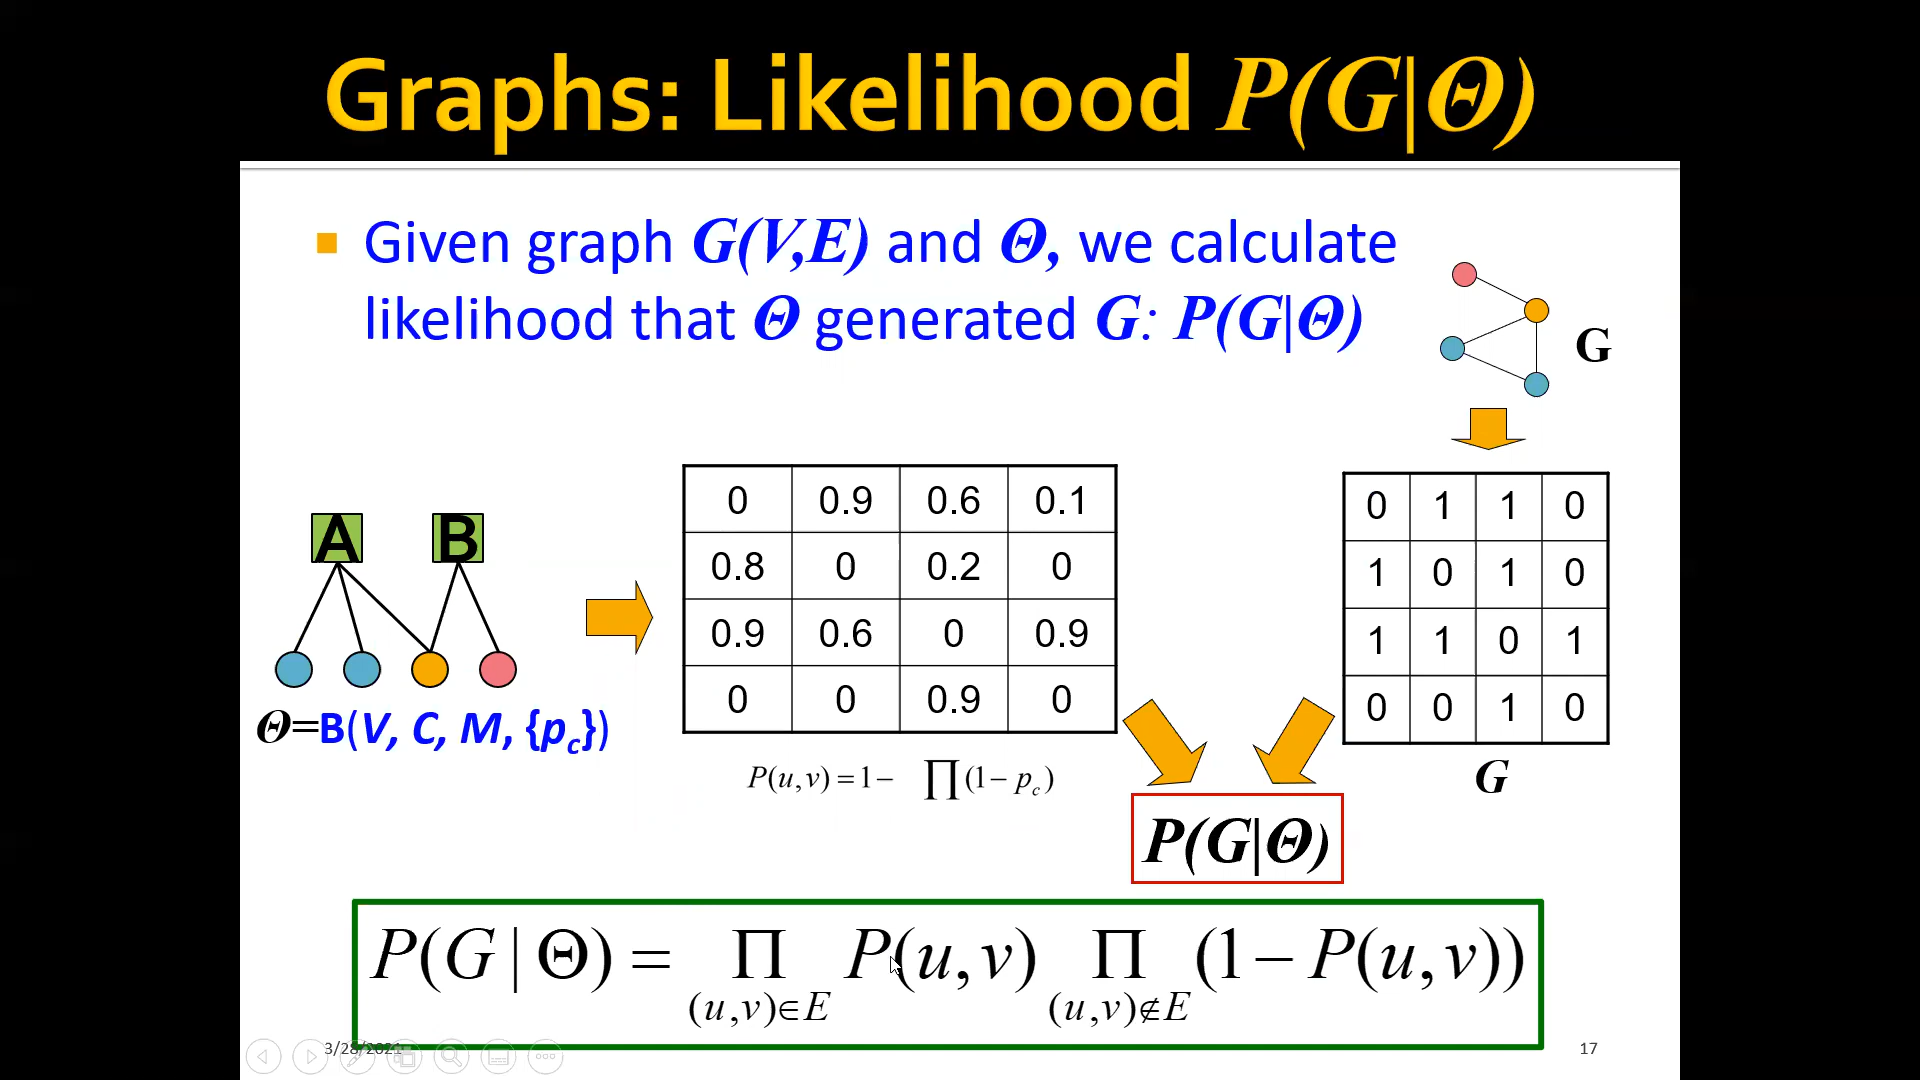 Graphs: Likelihood P(G|Θ)
Given graph G(V,E) and Θ, we calculate
likelihood that Θ generated G: P(G|Θ)
G
A B
Θ=B(V, C, M, {p_c})
0 0.9 0.6 0.1
0.8 0 0.2 0
0.9 0.6 0 0.9
0 0 0.9 0
P(u,v) = 1 − ∏ (1 − p_c)
0 1 1 0
1 0 1 0
1 1 0 1
0 0 1 0
G
P(G|Θ)
P(G | Θ) = Π P(u,v) Π (1 − P(u,v))
(u,v)∈E (u,v)∉E
3/28/2021
17